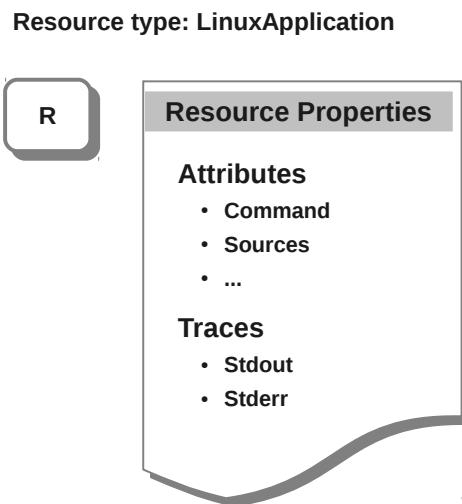 Resource type: LinuxApplication
R
Resource Properties
Attributes
• Command
• Sources
• ...
Traces
• Stdout
• Stderr